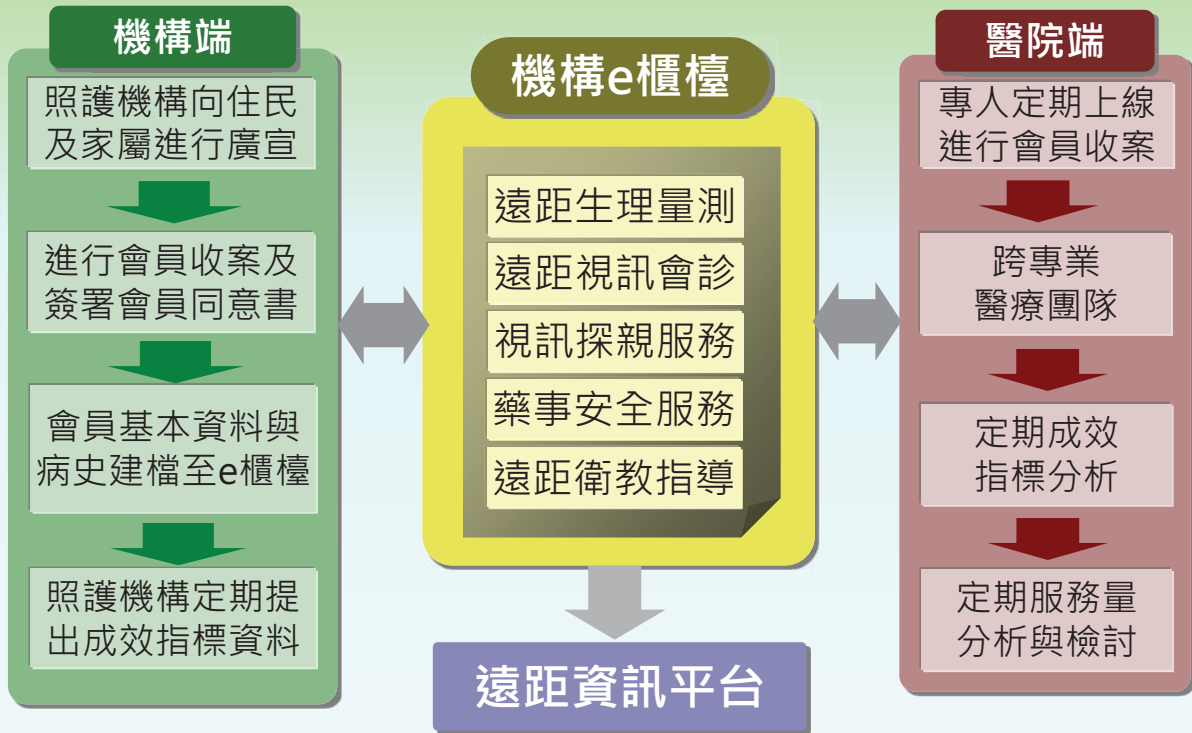 機構端
照護機構向住民
及家屬進行廣宣
進行會員收案及
簽署會員同意書
會員基本資料與
病史建檔至e櫃檯
照護機構定期提
出成效指標資料
機構e櫃檯
遠距生理量測
遠距視訊會診
視訊探親服務
藥事安全服務
遠距衛教指導
遠距資訊平台
醫院端
專人定期上線
進行會員收案
跨專業
醫療團隊
定期成效
指標分析
定期服務量
分析與檢討